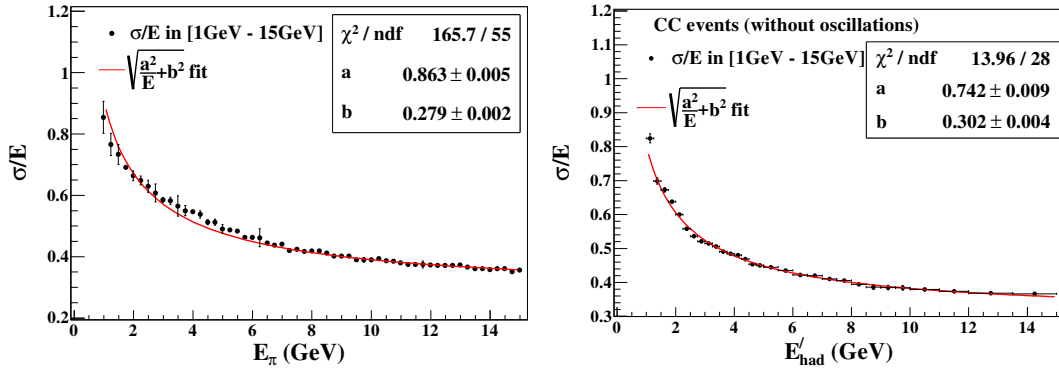 σ/E in [1GeV - 15GeV]
√(a²/E+b²) fit
χ² / ndf 165.7 / 55
a 0.863 ± 0.005
b 0.279 ± 0.002
σ/E
1.2
1
0.8
0.6
0.4
0.2
2 4 6 8 10 12 14
E_π (GeV)
CC events (without oscillations)
σ/E in [1GeV - 15GeV]
√(a²/E+b²) fit
χ² / ndf 13.96 / 28
a 0.742 ± 0.009
b 0.302 ± 0.004
σ/E
1.2
1.1
1
0.9
0.8
0.7
0.6
0.5
0.4
0.3
0 2 4 6 8 10 12 14
E′_had (GeV)